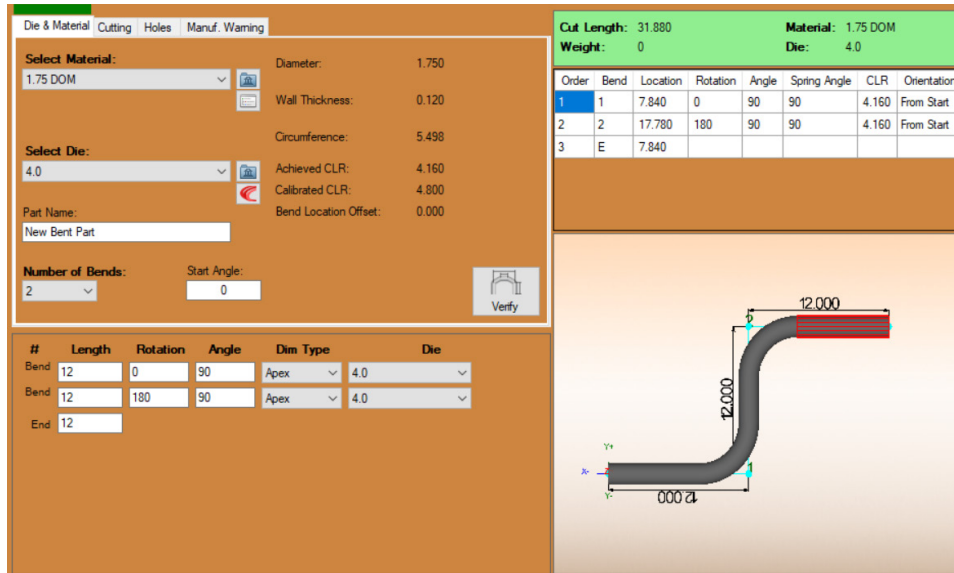 Die & Material Cutting Holes Manuf. Warning
Select Material:
1.75 DOM
Diameter: 1.750
Wall Thickness: 0.120
Circumference: 5.498
Select Die:
4.0
Achieved CLR: 4.160
Calibrated CLR: 4.800
Bend Location Offset: 0.000
Part Name:
New Bent Part
Number of Bends: Start Angle:
2 0
Verify
# Length Rotation Angle Dim Type Die
Bend 12 0 90 Apex 4.0
Bend 12 180 90 Apex 4.0
End 12
Cut Length: 31.880 Material: 1.75 DOM
Weight: 0 Die: 4.0
Order Bend Location Rotation Angle Spring Angle CLR Orientation
1 1 7.840 0 90 90 4.160 From Start
2 2 17.780 180 90 90 4.160 From Start
3 E 7.840
12.000
2
12.000
Y+
X-
1
Y-
12.000